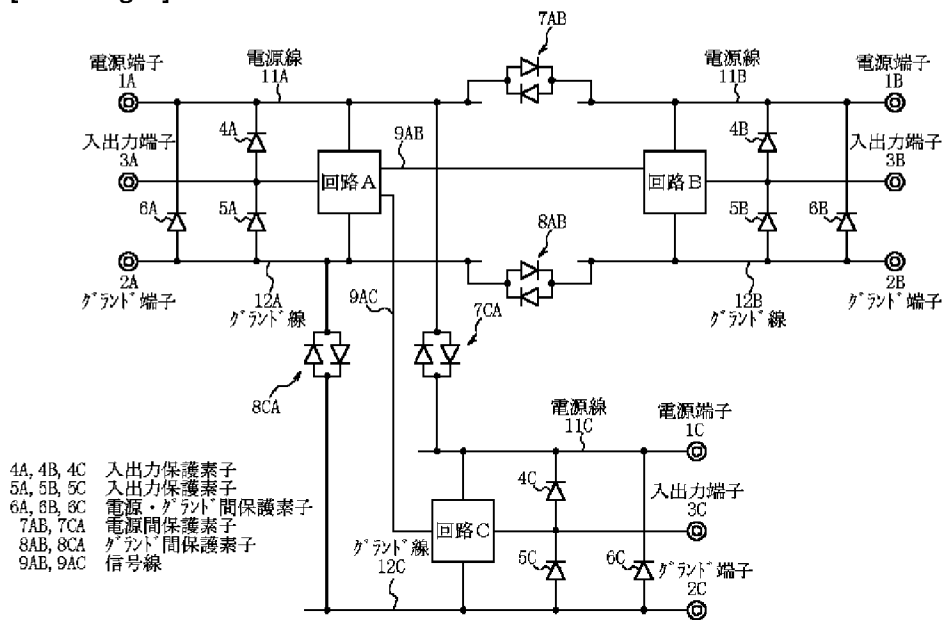 7AB
電源端子
1A
電源線
11A
電源線
11B
電源端子
1B
4A
9AB
4B
入出力端子
3A
入出力端子
3B
回路A
回路B
6A
5A
5B
6B
8AB
2A
グランド端子
12A
グランド線
9AC
7CA
12B
グランド線
2B
グランド端子
8CA
電源線
11C
電源端子
1C
4A, 4B, 4C 入出力保護素子
5A, 5B, 5C 入出力保護素子
6A, 6B, 6C 電源・グランド間保護素子
7AB, 7CA 電源間保護素子
8AB, 8CA グランド間保護素子
9AB, 9AC 信号線
4C
入出力端子
3C
回路C
グランド線
12C
5C
6C
グランド端子
2C